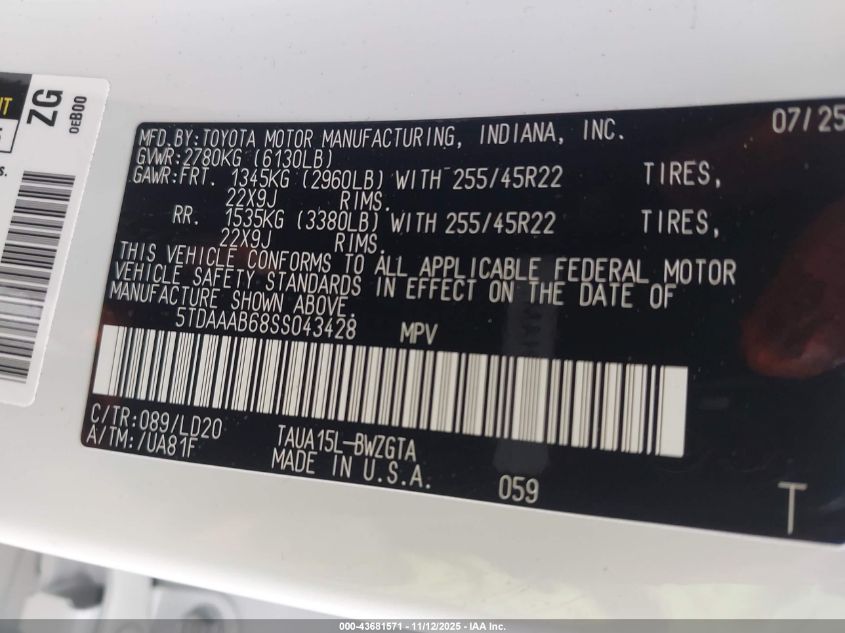 ZG
0EB00
MFD.BY:TOYOTA MOTOR MANUFACTURING, INDIANA, INC. 07/25
GVWR:2780KG (6130LB)
GAWR:FRT. 1345KG (2960LB) WITH 255/45R22 TIRES,
22X9J RIMS.
RR. 1535KG (3380LB) WITH 255/45R22 TIRES,
22X9J RIMS.
THIS VEHICLE CONFORMS TO ALL APPLICABLE FEDERAL MOTOR
VEHICLE SAFETY STANDARDS IN EFFECT ON THE DATE OF
MANUFACTURE SHOWN ABOVE.
5TDAAAB68SS043428 MPV
C/TR:089/LD20
A/TM:/UA81F
TAUA15L-BWZGTA
MADE IN U.S.A.
059
T
000-43681571 - 11/12/2025 - IAA Inc.